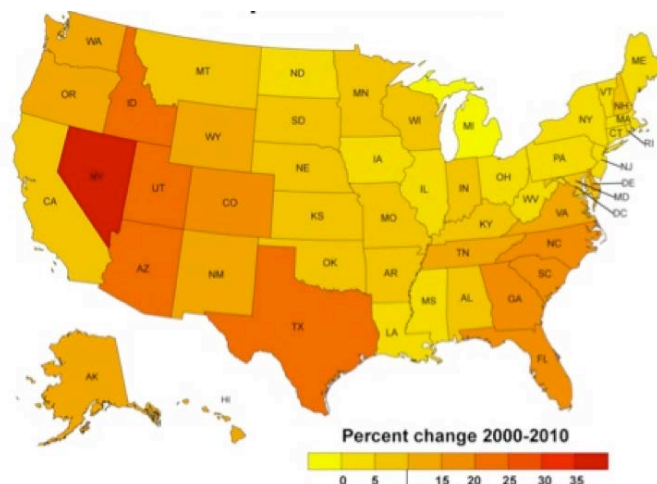 WA
MT
ND
MN
ME
OR
ID
SD
WI
VT
NH
NY
MA
CT
RI
WY
MI
IA
NE
PA
NJ
NV
UT
CO
IL
IN
OH
DE
MD
DC
CA
WV
VA
KS
MO
KY
AZ
NM
OK
AR
TN
NC
SC
MS
AL
GA
TX
LA
FL
AK
HI
Percent change 2000-2010
0 5 15 20 25 30 35